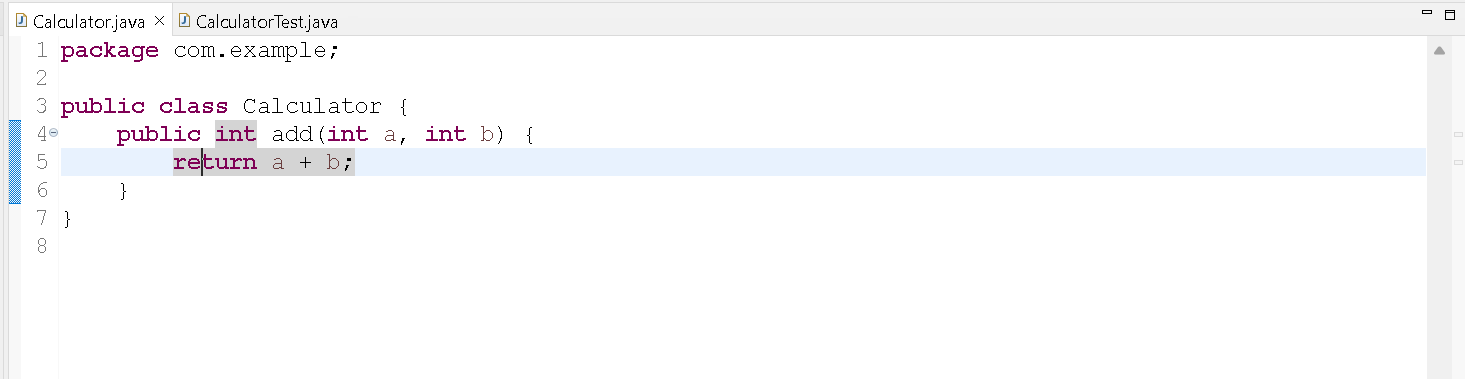 Calculator.java CalculatorTest.java
1 package com.example;
2
3 public class Calculator {
4     public int add(int a, int b) {
5         return a + b;
6     }
7 }
8